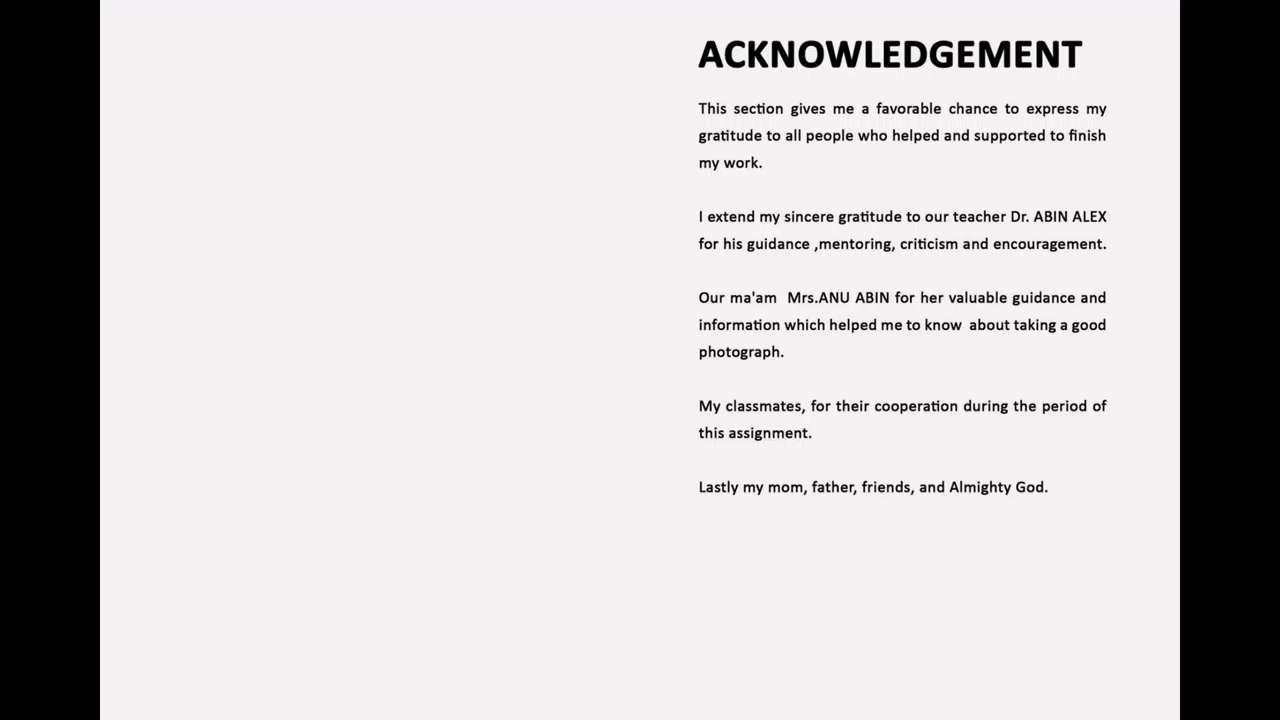 ACKNOWLEDGEMENT
This section gives me a favorable chance to express my
gratitude to all people who helped and supported to finish
my work.
I extend my sincere gratitude to our teacher Dr. ABIN ALEX
for his guidance ,mentoring, criticism and encouragement.
Our ma'am  Mrs.ANU ABIN for her valuable guidance and
information which helped me to know  about taking a good
photograph.
My classmates, for their cooperation during the period of
this assignment.
Lastly my mom, father, friends, and Almighty God.